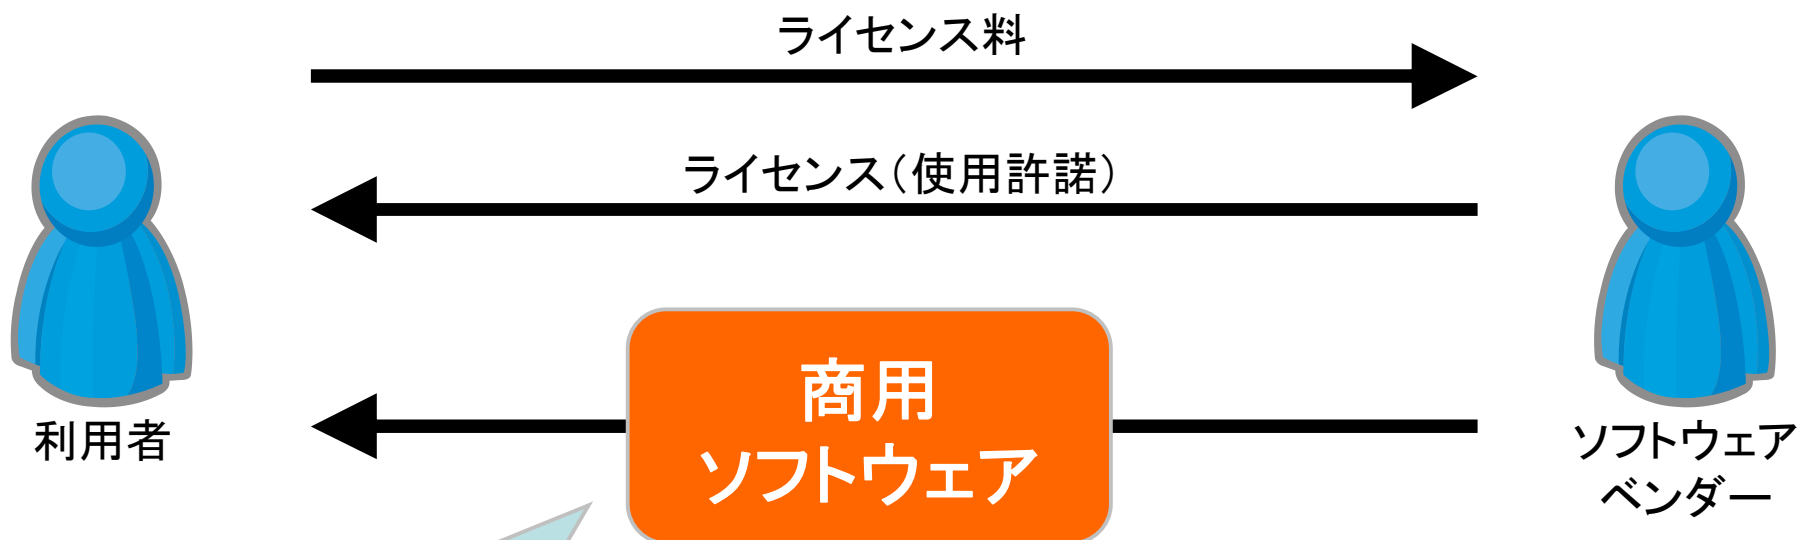 ライセンス料
ライセンス（使用許諾）
商用
ソフトウェア
利用者
ソフトウェア
ベンダー